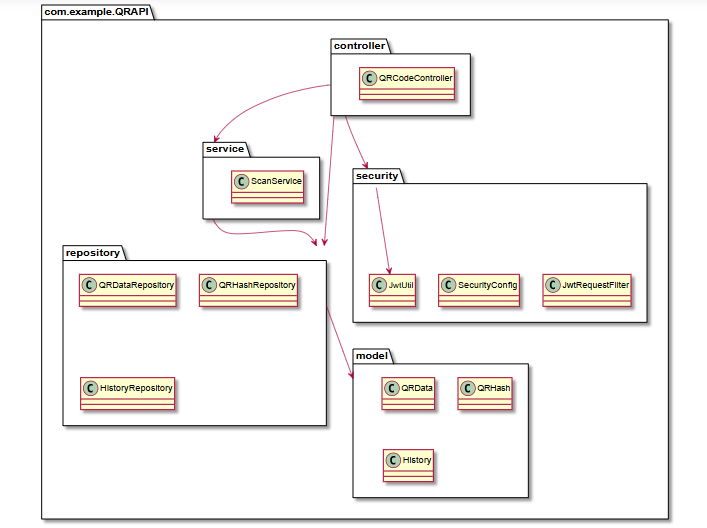 com.example.QRAPI
controller
C QRCodeController
service
C ScanService
security
C JwtUtil C SecurityConfig C JwtRequestFilter
repository
C QRDataRepository C QRHashRepository
C HistoryRepository
model
C QRData C QRHash
C History